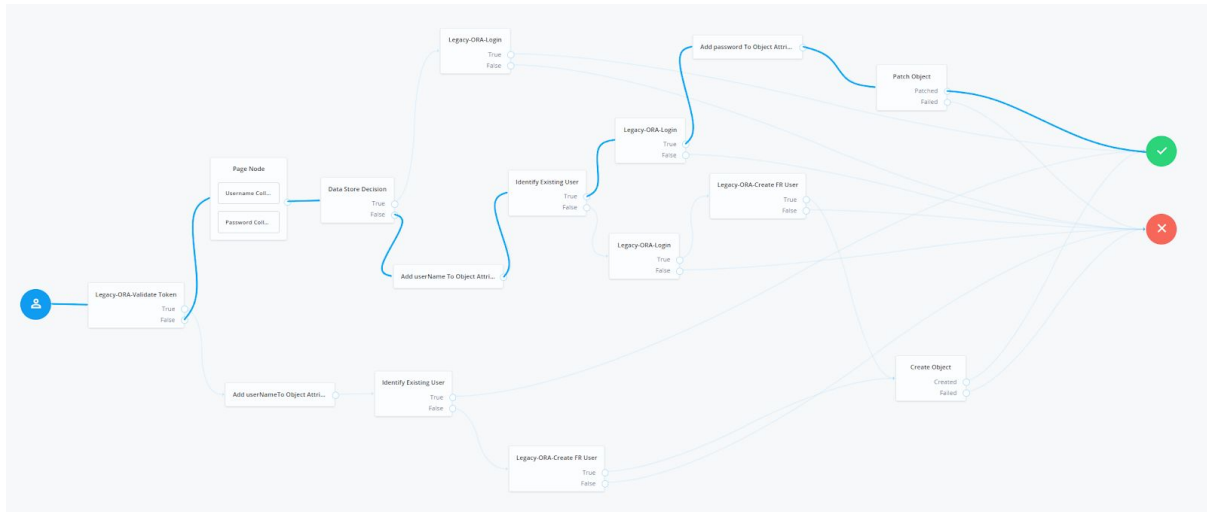 Legacy-ORA-Login
True
False
Add password To Object Attri...
Patch Object
Patched
Failed
Legacy-ORA-Login
True
False
Page Node
Username Coll...
Password Coll...
Data Store Decision
True
False
Identify Existing User
True
False
Legacy-ORA-Create FR User
True
False
Legacy-ORA-Login
True
False
Add userName To Object Attri...
Legacy-ORA-Validate Token
True
False
Add userNameTo Object Attri...
Identify Existing User
True
False
Create Object
Created
Failed
Legacy-ORA-Create FR User
True
False